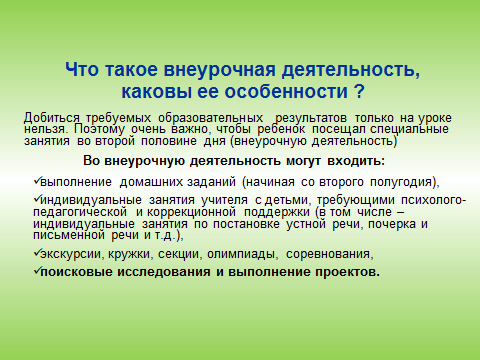 Что такое внеурочная деятельность,
каковы ее особенности ?
Добиться требуемых образовательных результатов только на уроке
нельзя. Поэтому очень важно, чтобы ребенок посещал специальные
занятия во второй половине дня (внеурочную деятельность)
Во внеурочную деятельность могут входить:
✓выполнение домашних заданий (начиная со второго полугодия),
✓индивидуальные занятия учителя с детьми, требующими психолого-
педагогической и коррекционной поддержки (в том числе –
индивидуальные занятия по постановке устной речи, почерка и
письменной речи и т.д.),
✓экскурсии, кружки, секции, олимпиады, соревнования,
✓поисковые исследования и выполнение проектов.